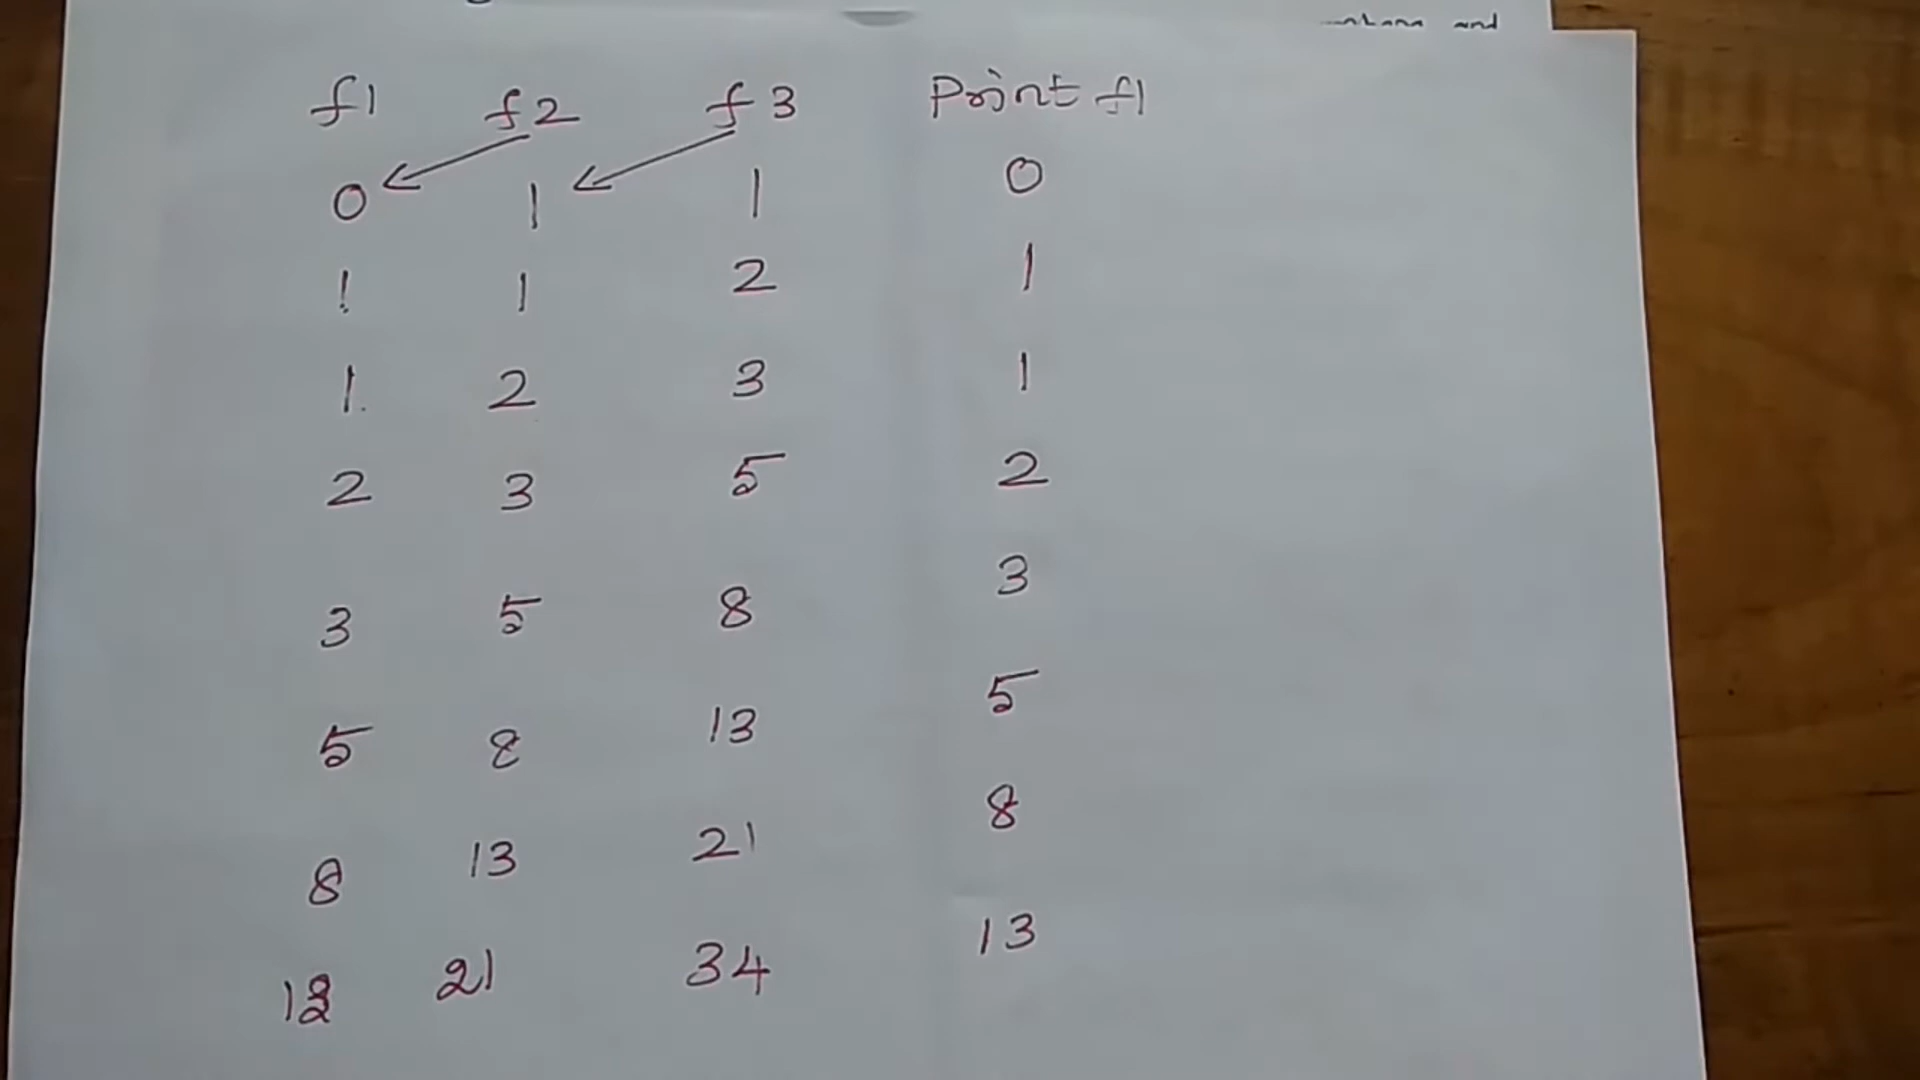 and
f1 f2 f3 Print f1
0 1 1 0
1 1 2 1
1 2 3 1
2 3 5 2
3 5 8 3
5 8 13 5
8 13 21 8
13 21 34 13